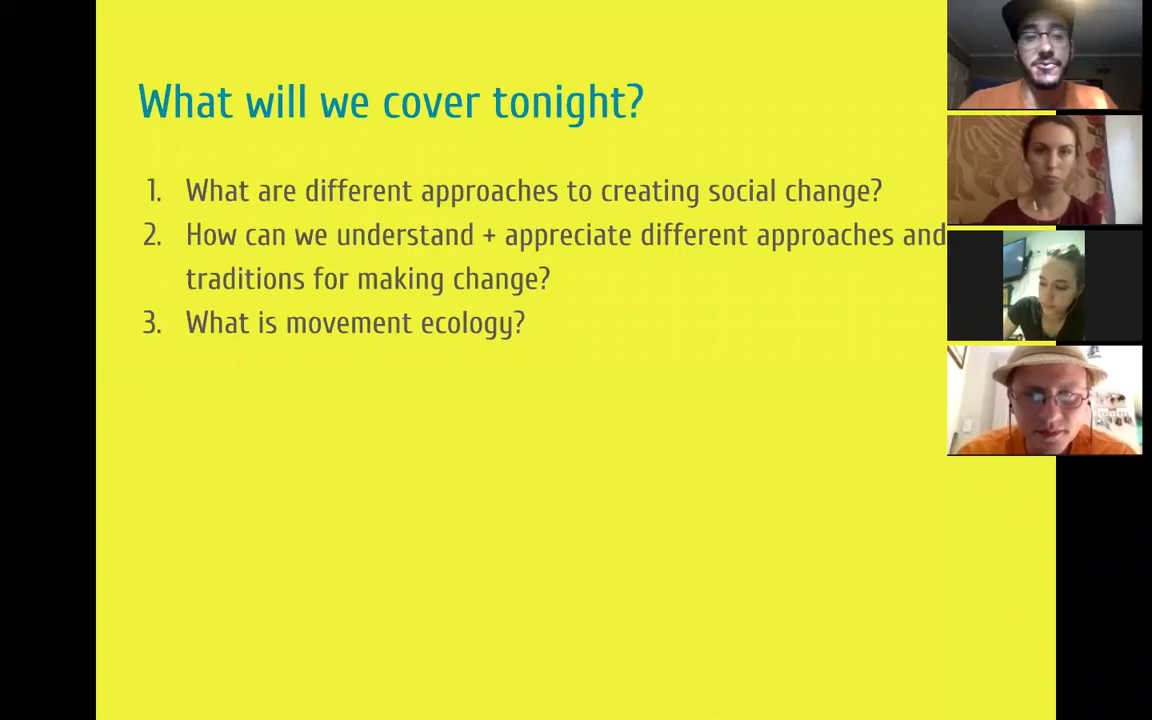 What will we cover tonight?
1. What are different approaches to creating social change?
2. How can we understand + appreciate different approaches and
traditions for making change?
3. What is movement ecology?